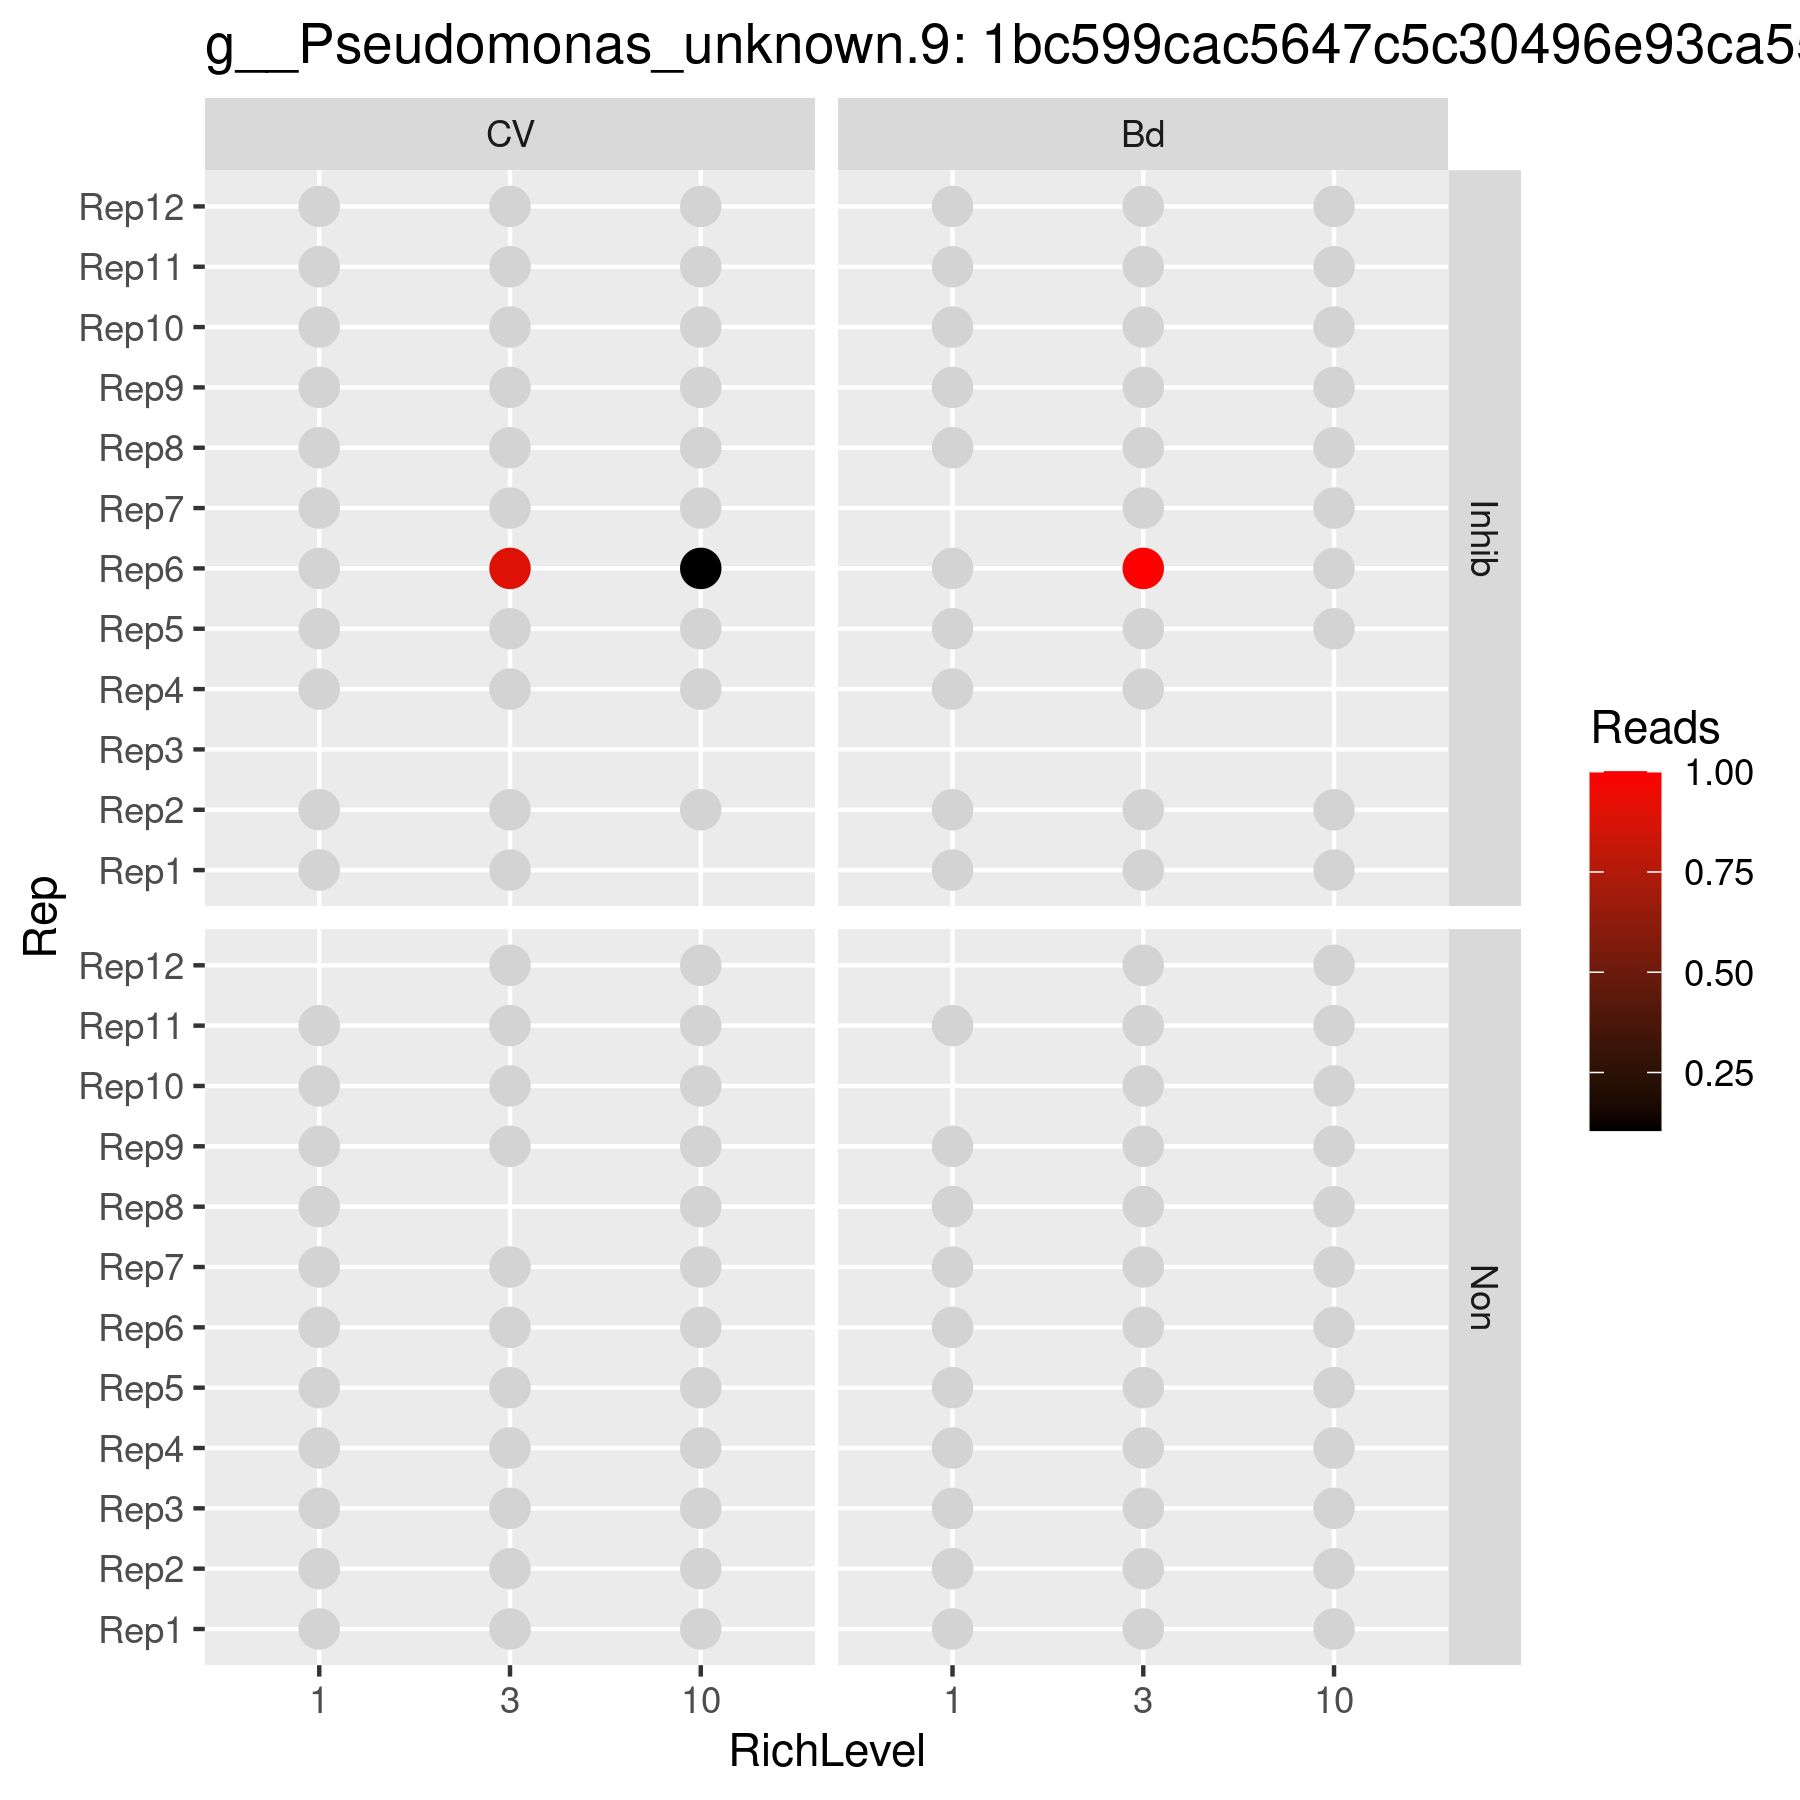 g__Pseudomonas_unknown.9: 1bc599cac5647c5c30496e93ca5
CV
Bd
Rep12
Rep11
Rep10
Rep9
Rep8
Rep7
Rep6
Rep5
Rep4
Rep3
Rep2
Rep1
Inhib
Rep12
Rep11
Rep10
Rep9
Rep8
Rep7
Rep6
Rep5
Rep4
Rep3
Rep2
Rep1
Non
Rep
1
3
10
1
3
10
RichLevel
Reads
1.00
0.75
0.50
0.25